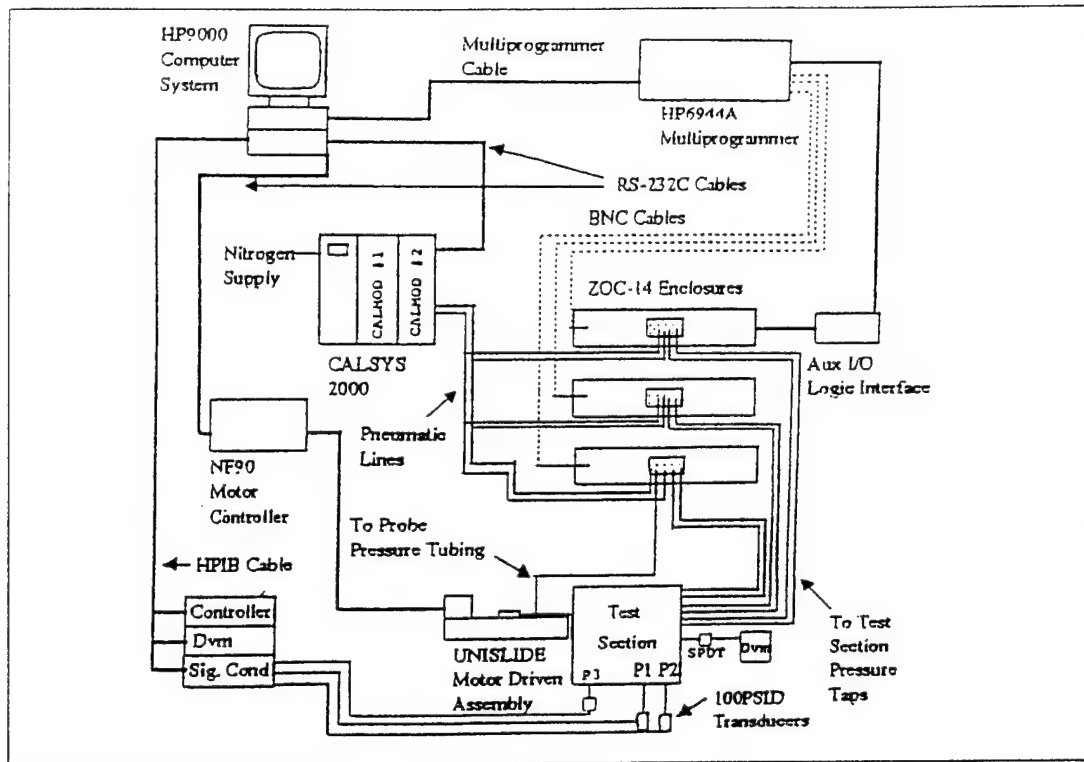 HP9000
Computer
System
Multiprogrammer
Cable
HP6944A
Multiprogrammer
RS-232C Cables
BNC Cables
Nitrogen
Supply
CALMOD #1
CALMOD #2
CALSYS
2000
ZOC-14 Enclosures
Aux I/O
Logic Interface
Pneumatic
Lines
NF90
Motor
Controller
To Probe
Pressure Tubing
HPIB Cable
Controller
Dvm
Sig. Cond
UNISLIDE
Motor Driven
Assembly
Test
Section
P3
P1
P2
SPDT
Dvm
To Test
Section
Pressure
Taps
100PSID
Transducers